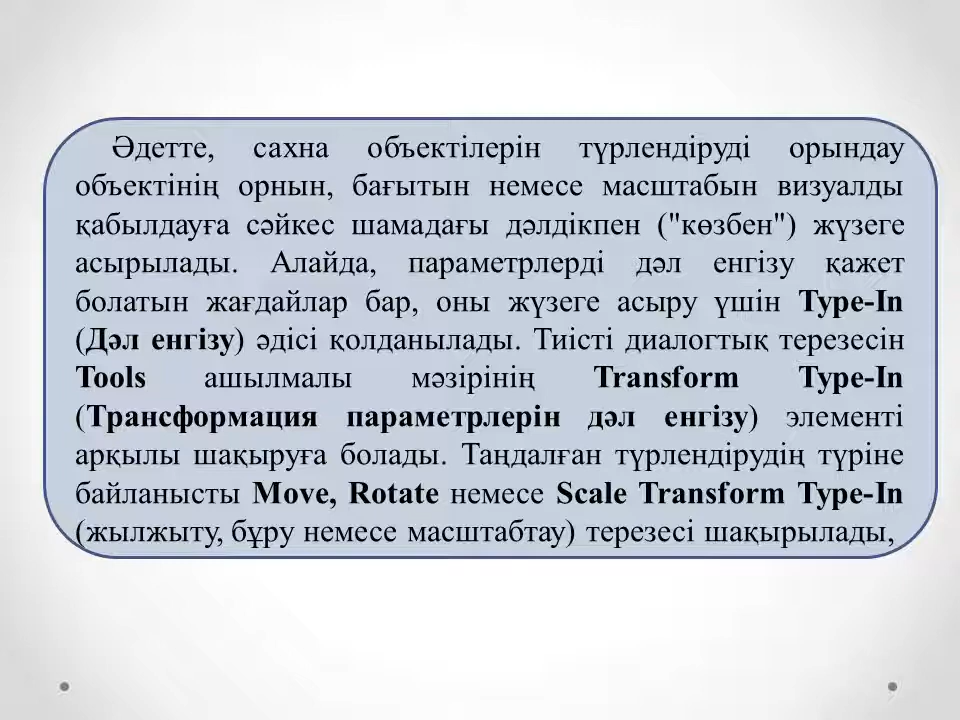 Әдетте, сахна объектілерін түрлендіруді орындау
объектінің орнын, бағытын немесе масштабын визуалды
қабылдауға сәйкес шамадағы дәлдікпен ("көзбен") жүзеге
асырылады. Алайда, параметрлерді дәл енгізу қажет
болатын жағдайлар бар, оны жүзеге асыру үшін Type-In
(Дәл енгізу) әдісі қолданылады. Тиісті диалогтық терезесін
Tools ашылмалы мәзірінің Transform Type-In
(Трансформация параметрлерін дәл енгізу) элементі
арқылы шақыруға болады. Таңдалған түрлендірудің түріне
байланысты Move, Rotate немесе Scale Transform Type-In
(жылжыту, бұру немесе масштабтау) терезесі шақырылады,